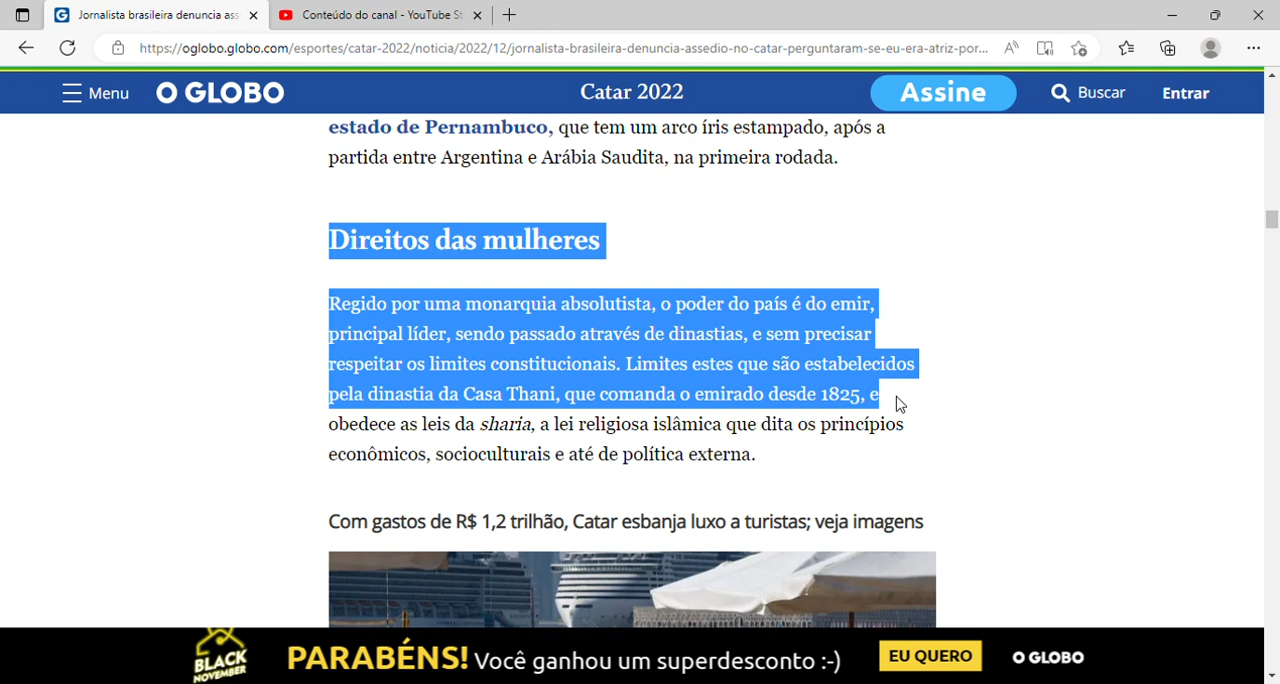 Jornalista brasileira denuncia ass
Conteúdo do canal - YouTube St
https://oglobo.globo.com/esportes/catar-2022/noticia/2022/12/jornalista-brasileira-denuncia-assedio-no-catar-perguntaram-se-eu-era-atriz-por...
Menu
O GLOBO
Catar 2022
Assine
Buscar
Entrar
estado de Pernambuco, que tem um arco íris estampado, após a
partida entre Argentina e Arábia Saudita, na primeira rodada.
Direitos das mulheres
Regido por uma monarquia absolutista, o poder do país é do emir,
principal líder, sendo passado através de dinastias, e sem precisar
respeitar os limites constitucionais. Limites estes que são estabelecidos
pela dinastia da Casa Thani, que comanda o emirado desde 1825, e
obedece as leis da sharia, a lei religiosa islâmica que dita os princípios
econômicos, socioculturais e até de política externa.
Com gastos de R$ 1,2 trilhão, Catar esbanja luxo a turistas; veja imagens
BLACK
NOVEMBER
PARABÉNS! Você ganhou um superdesconto :-)
EU QUERO
O GLOBO